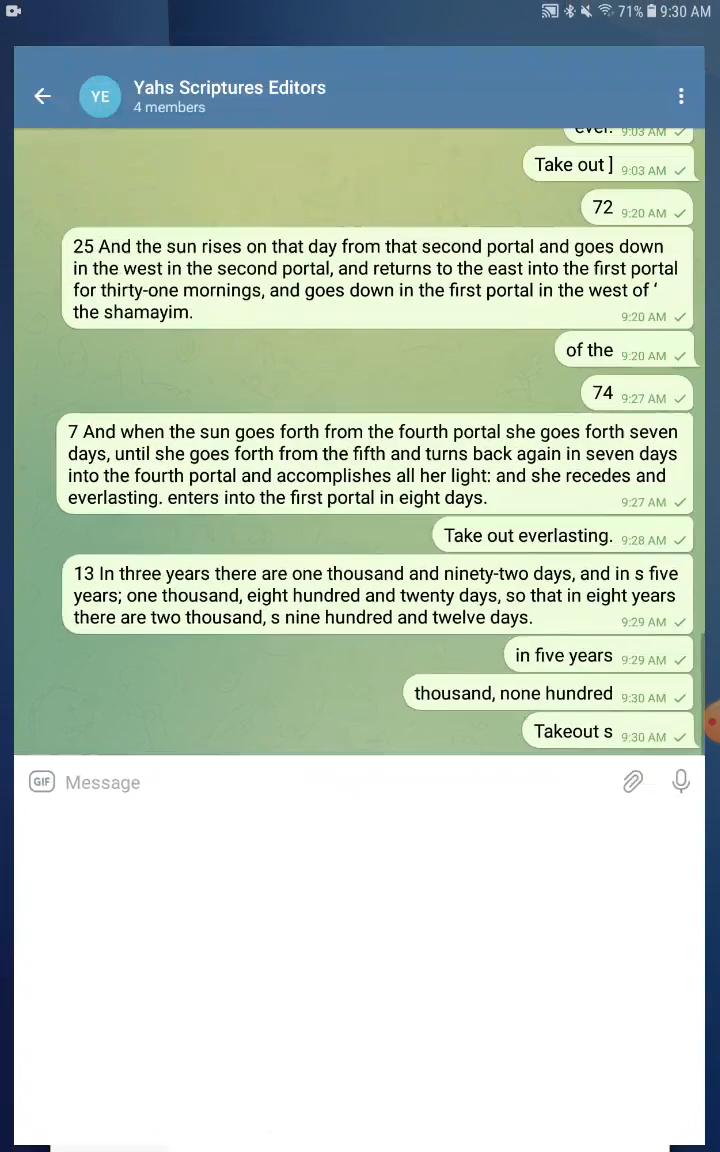 71% 9:30 AM
YE
Yahs Scriptures Editors
4 members
ever. 9:03 AM
Take out ] 9:03 AM
72 9:20 AM
25 And the sun rises on that day from that second portal and goes down
in the west in the second portal, and returns to the east into the first portal
for thirty-one mornings, and goes down in the first portal in the west of ‘
the shamayim.
9:20 AM
of the 9:20 AM
74 9:27 AM
7 And when the sun goes forth from the fourth portal she goes forth seven
days, until she goes forth from the fifth and turns back again in seven days
into the fourth portal and accomplishes all her light: and she recedes and
everlasting. enters into the first portal in eight days.
9:27 AM
Take out everlasting. 9:28 AM
13 In three years there are one thousand and ninety-two days, and in s five
years; one thousand, eight hundred and twenty days, so that in eight years
there are two thousand, s nine hundred and twelve days.
9:29 AM
in five years 9:29 AM
thousand, none hundred 9:30 AM
Takeout s 9:30 AM
GIF Message